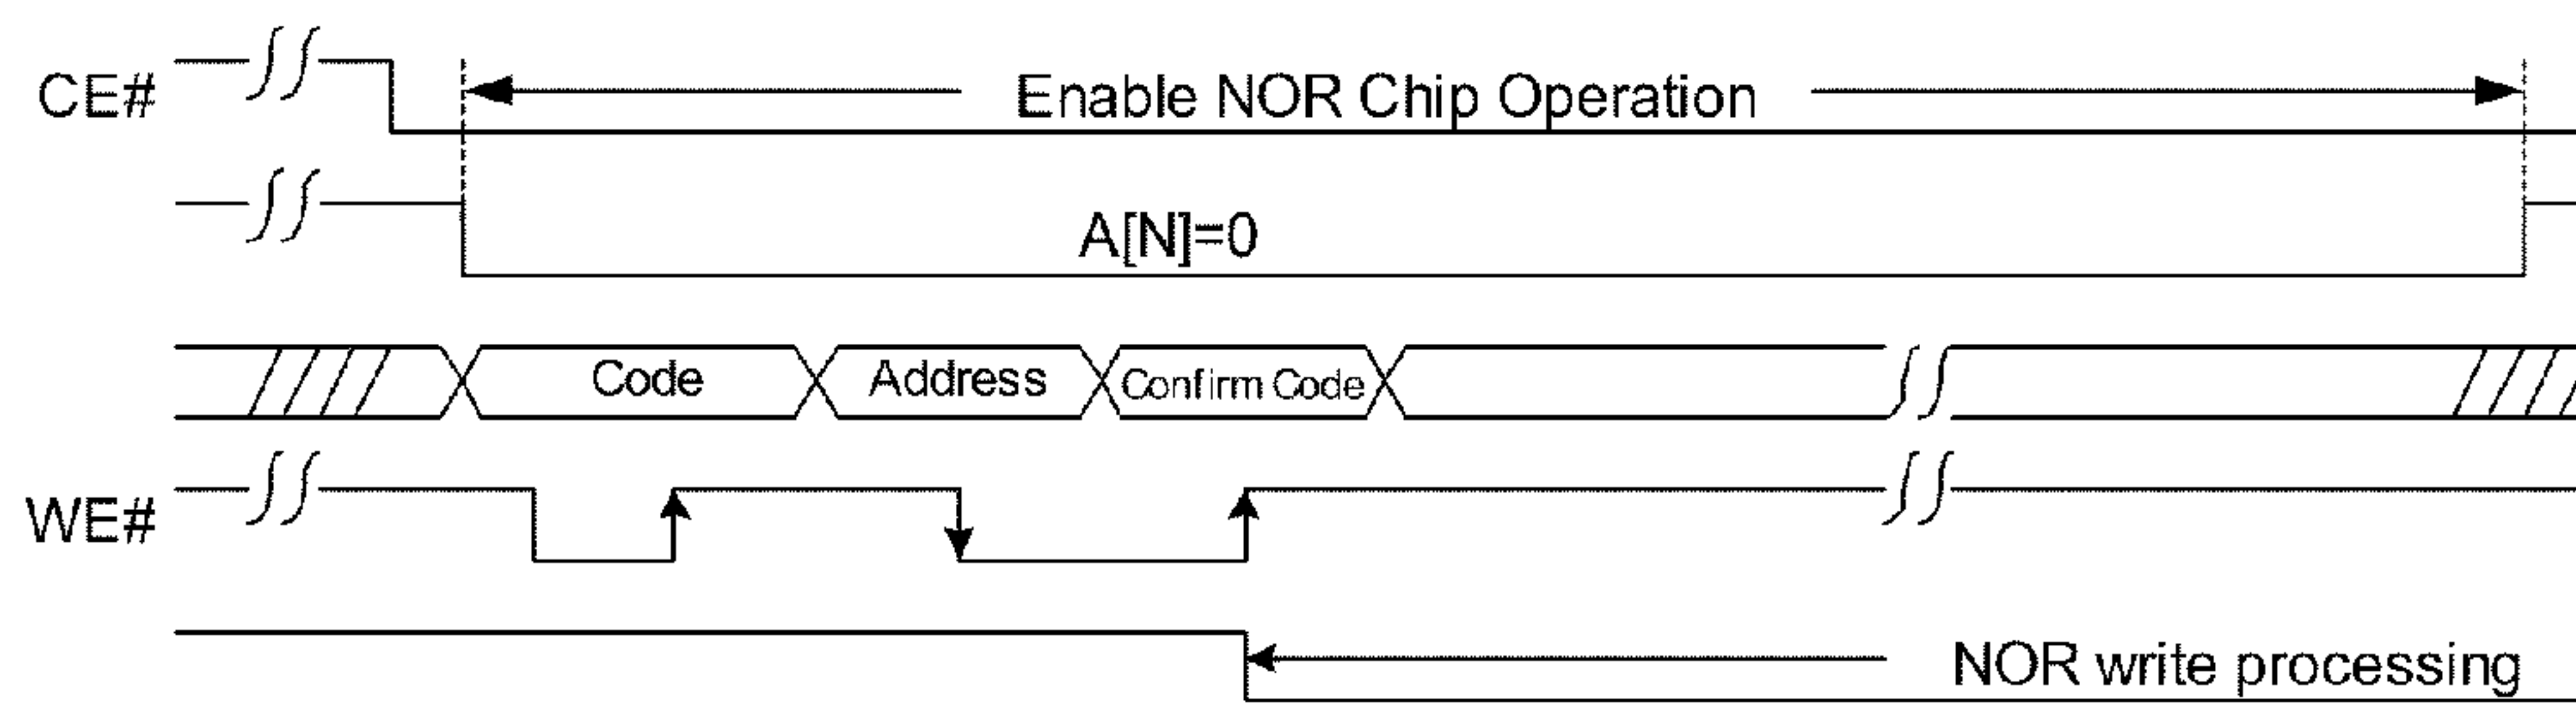 CE#
Enable NOR Chip Operation
A[N]=0
Code
Address
Confirm Code
WE#
NOR write processing